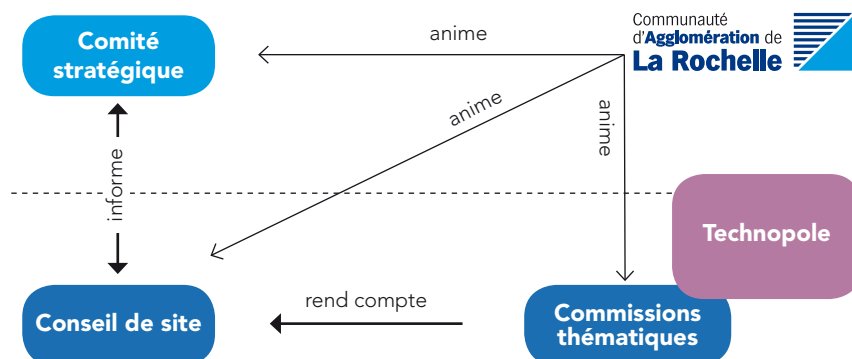 Comité
stratégique
anime
Communauté
d'Agglomération de
La Rochelle
anime
anime
informe
Technopole
Conseil de site
rend compte
Commissions
thématiques